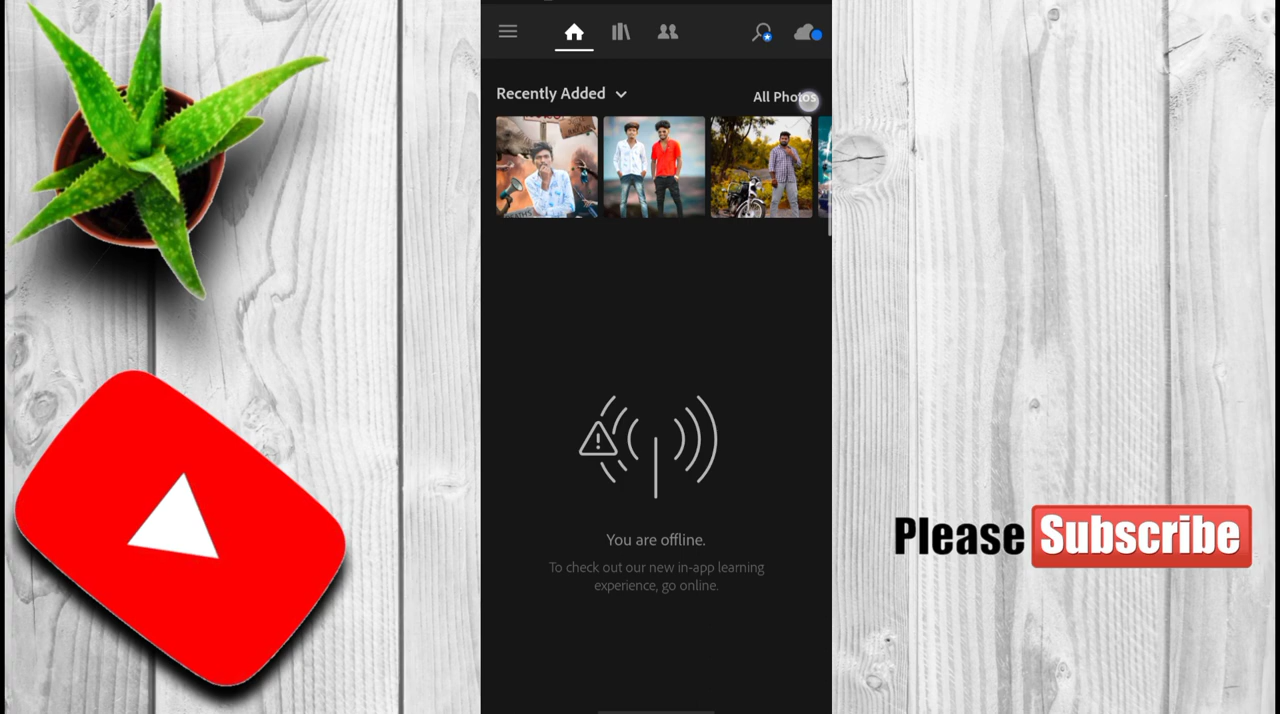 Recently Added
All Photos
You are offline.
To check out our new in-app learning
experience, go online.
Please Subscribe